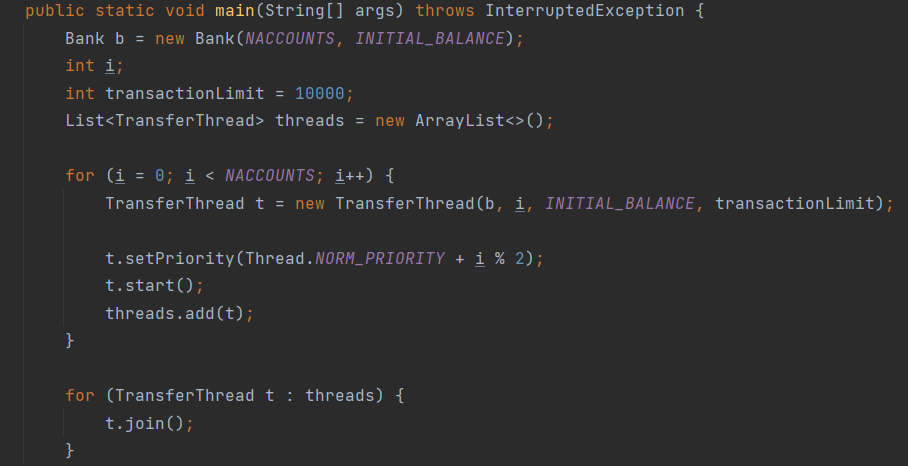 public static void main(String[] args) throws InterruptedException {
Bank b = new Bank(NACCOUNTS, INITIAL_BALANCE);
int i;
int transactionLimit = 10000;
List<TransferThread> threads = new ArrayList<>();
for (i = 0; i < NACCOUNTS; i++) {
TransferThread t = new TransferThread(b, i, INITIAL_BALANCE, transactionLimit);
t.setPriority(Thread.NORM_PRIORITY + i % 2);
t.start();
threads.add(t);
}
for (TransferThread t : threads) {
t.join();
}